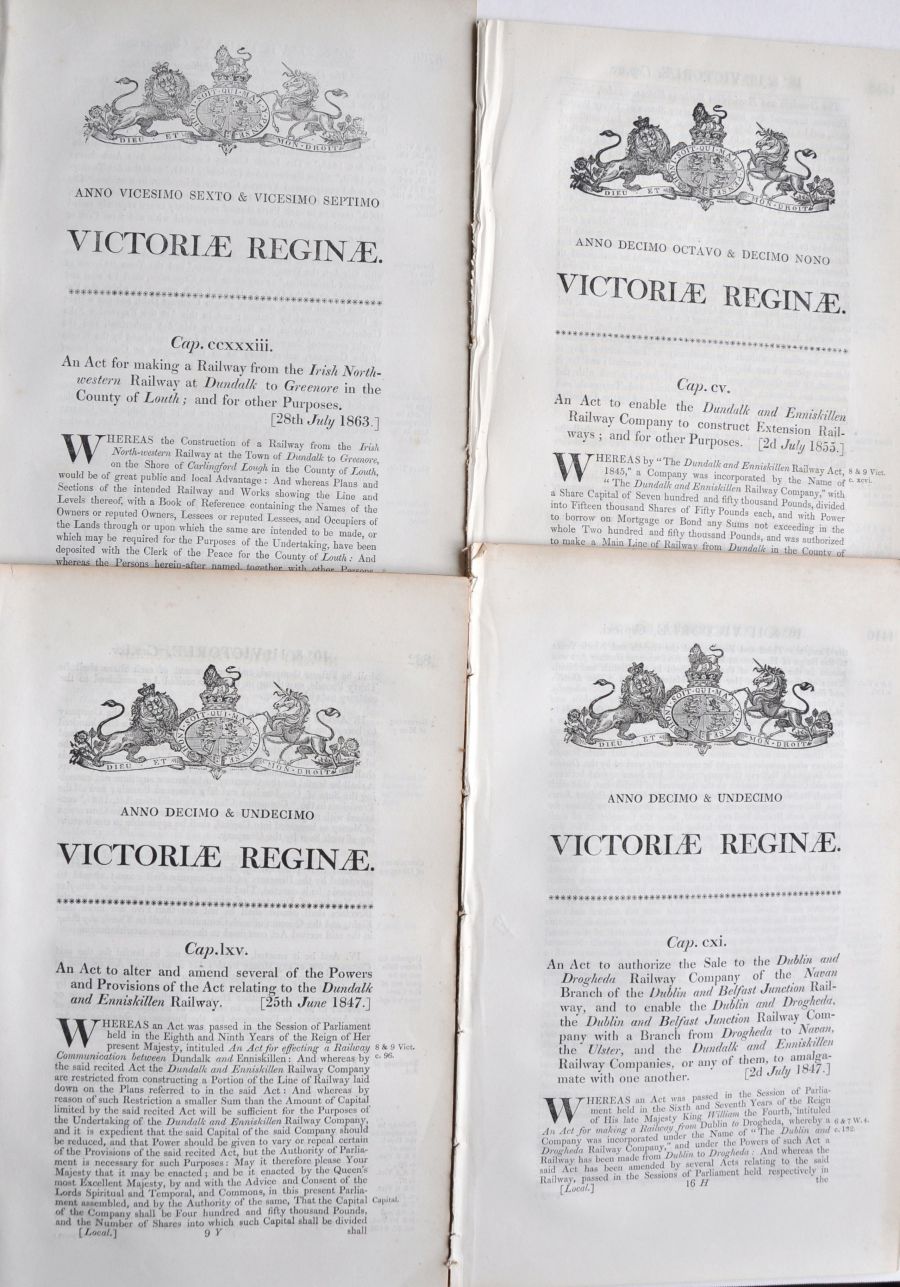 DIEU ET MON DROIT
ANNO VICESIMO SEXTO & VICESIMO SEPTIMO
VICTORIÆ REGINÆ.
Cap. ccxxxiii.
An Act for making a Railway from the Irish North-
western Railway at Dundalk to Greenore in the
County of Louth; and for other Purposes.
[28th July 1863.]
WHEREAS the Construction of a Railway from the Irish
North-western Railway at the Town of Dundalk to Greenore,
on the Shore of Carlingford Lough in the County of Louth,
would be of great public and local Advantage: And whereas Plans and
Sections of the intended Railway and Works showing the Line and
Levels thereof, with a Book of Reference containing the Names of the
Owners or reputed Owners, Lessees or reputed Lessees, and Occupiers of
the Lands through or upon which the same are intended to be made, or
which may be required for the Purposes of the Undertaking, have been
deposited with the Clerk of the Peace for the County of Louth: And
whereas the Persons herein-after named, together with other Persons
DIEU ET MON DROIT
ANNO DECIMO OCTAVO & DECIMO NONO
VICTORIÆ REGINÆ.
Cap. cv.
An Act to enable the Dundalk and Enniskillen
Railway Company to construct Extension Rail-
ways; and for other Purposes. [2d July 1855.]
WHEREAS by "The Dundalk and Enniskillen Railway Act, 8 & 9 Vict.
1845," a Company was incorporated by the Name of c. xcvi.
"The Dundalk and Enniskillen Railway Company," with
a Share Capital of Seven hundred and fifty thousand Pounds, divided
into Fifteen thousand Shares of Fifty Pounds each, and with Power
to borrow on Mortgage or Bond any Sums not exceeding in the
whole Two hundred and fifty thousand Pounds, and was authorized
to make a Main Line of Railway from Dundalk in the County of
DIEU ET MON DROIT
ANNO DECIMO & UNDECIMO
VICTORIÆ REGINÆ.
Cap. lxv.
An Act to alter and amend several of the Powers
and Provisions of the Act relating to the Dundalk
and Enniskillen Railway. [25th June 1847.]
WHEREAS an Act was passed in the Session of Parliament
held in the Eighth and Ninth Years of the Reign of Her
present Majesty, intituled An Act for effecting a Railway 8 & 9 Vict.
Communication between Dundalk and Enniskillen: And whereas by c. 96.
the said recited Act the Dundalk and Enniskillen Railway Company
are restricted from constructing a Portion of the Line of Railway laid
down on the Plans referred to in the said Act: And whereas by
reason of such Restriction a smaller Sum than the Amount of Capital
limited by the said recited Act will be sufficient for the Purposes of
the Undertaking of the Dundalk and Enniskillen Railway Company,
and it is expedient that the said Capital of the said Company should
be reduced, and that Power should be given to vary or repeal certain
of the Provisions of the said recited Act, but the Authority of Parlia-
ment is necessary for such Purposes: May it therefore please Your
Majesty that it may be enacted; and be it enacted by the Queen's
most Excellent Majesty, by and with the Advice and Consent of the
Lords Spiritual and Temporal, and Commons, in this present Parlia-
ment assembled, and by the Authority of the same, That the Capital Capital.
of the Company shall be Four hundred and fifty thousand Pounds,
and the Number of Shares into which such Capital shall be divided
[Local.] 9 Y shall
DIEU ET MON DROIT
ANNO DECIMO & UNDECIMO
VICTORIÆ REGINÆ.
Cap. cxi.
An Act to authorize the Sale to the Dublin and
Drogheda Railway Company of the Navan
Branch of the Dublin and Belfast Junction Rail-
way, and to enable the Dublin and Drogheda,
the Dublin and Belfast Junction Railway Com-
pany with a Branch from Drogheda to Navan,
the Ulster, and the Dundalk and Enniskillen
Railway Companies, or any of them, to amalga-
mate with one another. [2d July 1847.]
WHEREAS an Act was passed in the Session of Parlia-
ment held in the Sixth and Seventh Years of the Reign
of His late Majesty King William the Fourth, intituled
An Act for making a Railway from Dublin to Drogheda, whereby a 6 & 7 W. 4.
Company was incorporated under the Name of "The Dublin and c. 132.
Drogheda Railway Company," and under the Powers of such Act a
Railway has been made from Dublin to Drogheda: And whereas the
said Act has been amended by several Acts relating to the said
Railway, passed in the Sessions of Parliament held respectively in
[Local.] 16 H the